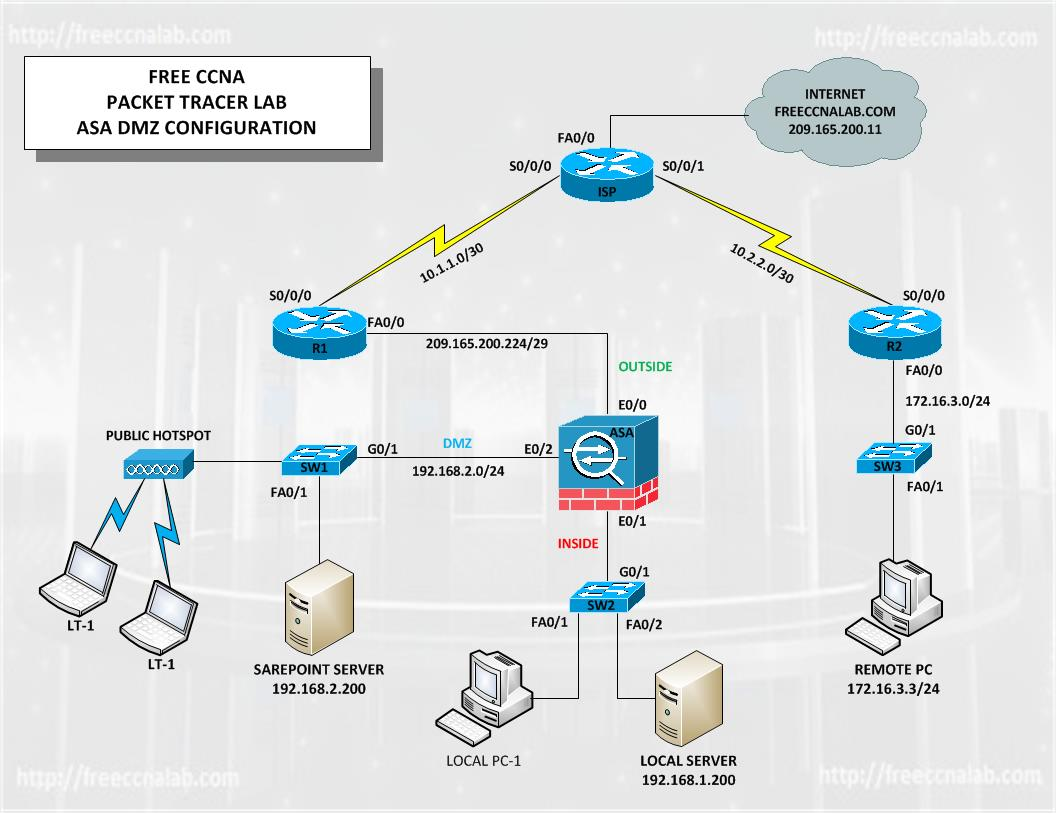 http://freeccnalab.com
http://freeccnalab.com
FREE CCNA
PACKET TRACER LAB
ASA DMZ CONFIGURATION
INTERNET
FREECCNALAB.COM
209.165.200.11
FA0/0
S0/0/0
S0/0/1
ISP
10.1.1.0/30
10.2.2.0/30
S0/0/0
FA0/0
R1
209.165.200.224/29
S0/0/0
R2
FA0/0
172.16.3.0/24
OUTSIDE
E0/0
ASA
PUBLIC HOTSPOT
G0/1
SW1
FA0/1
DMZ
192.168.2.0/24
E0/2
G0/1
SW3
FA0/1
E0/1
INSIDE
G0/1
SW2
FA0/1
FA0/2
LT-1
LT-1
SAREPOINT SERVER
192.168.2.200
REMOTE PC
172.16.3.3/24
LOCAL PC-1
LOCAL SERVER
192.168.1.200
http://freeccnalab.com
http://freeccnalab.com